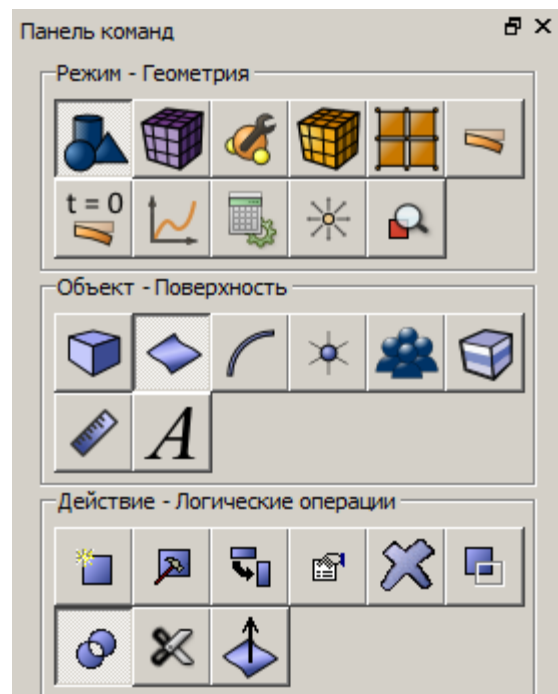 Панель команд
Режим - Геометрия
t = 0
Объект - Поверхность
A
Действие - Логические операции